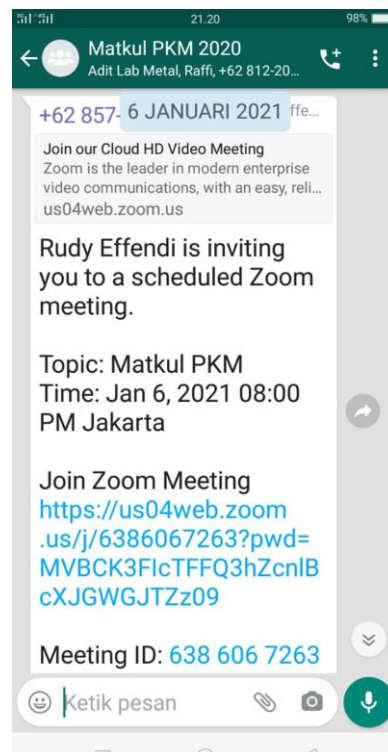 21.20
98%
Matkul PKM 2020
Adit Lab Metal, Raffi, +62 812-20...
+62 857-
6 JANUARI 2021
ffe...
Join our Cloud HD Video Meeting
Zoom is the leader in modern enterprise
video communications, with an easy, reli...
us04web.zoom.us
Rudy Effendi is inviting
you to a scheduled Zoom
meeting.
Topic: Matkul PKM
Time: Jan 6, 2021 08:00
PM Jakarta
Join Zoom Meeting
https://us04web.zoom
.us/j/6386067263?pwd=
MVBCK3FIcTFFQ3hZcnlB
cXJGWGJTZz09
Meeting ID: 638 606 7263
Ketik pesan